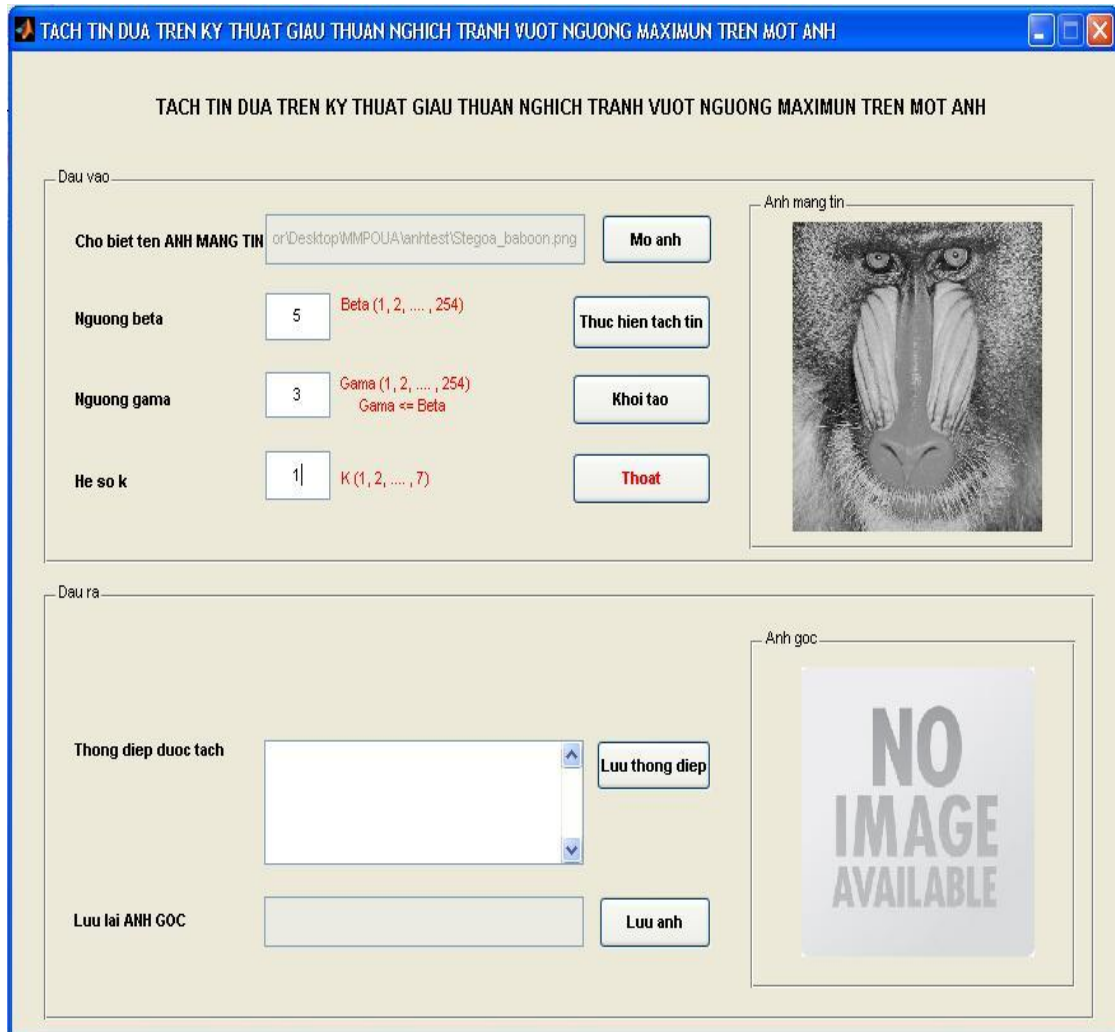 TACH TIN DUA TREN KY THUAT GIAU THUAN NGHICH TRANH VUOT NGUONG MAXIMUN TREN MOT ANH
TACH TIN DUA TREN KY THUAT GIAU THUAN NGHICH TRANH VUOT NGUONG MAXIMUN TREN MOT ANH
Dau vao
Anh mang tin
Cho biet ten ANH MANG TIN
or\Desktop\MMPOUA\anhtest\Stegoa_baboon.png
Mo anh
Nguong beta
5
Beta (1, 2, .... , 254)
Thuc hien tach tin
Nguong gama
3
Gama (1, 2, .... , 254)
Gama <= Beta
Khoi tao
He so k
1
K (1, 2, .... , 7)
Thoat
Dau ra
Anh goc
Thong diep duoc tach
Luu thong diep
NO
IMAGE
AVAILABLE
Luu lai ANH GOC
Luu anh